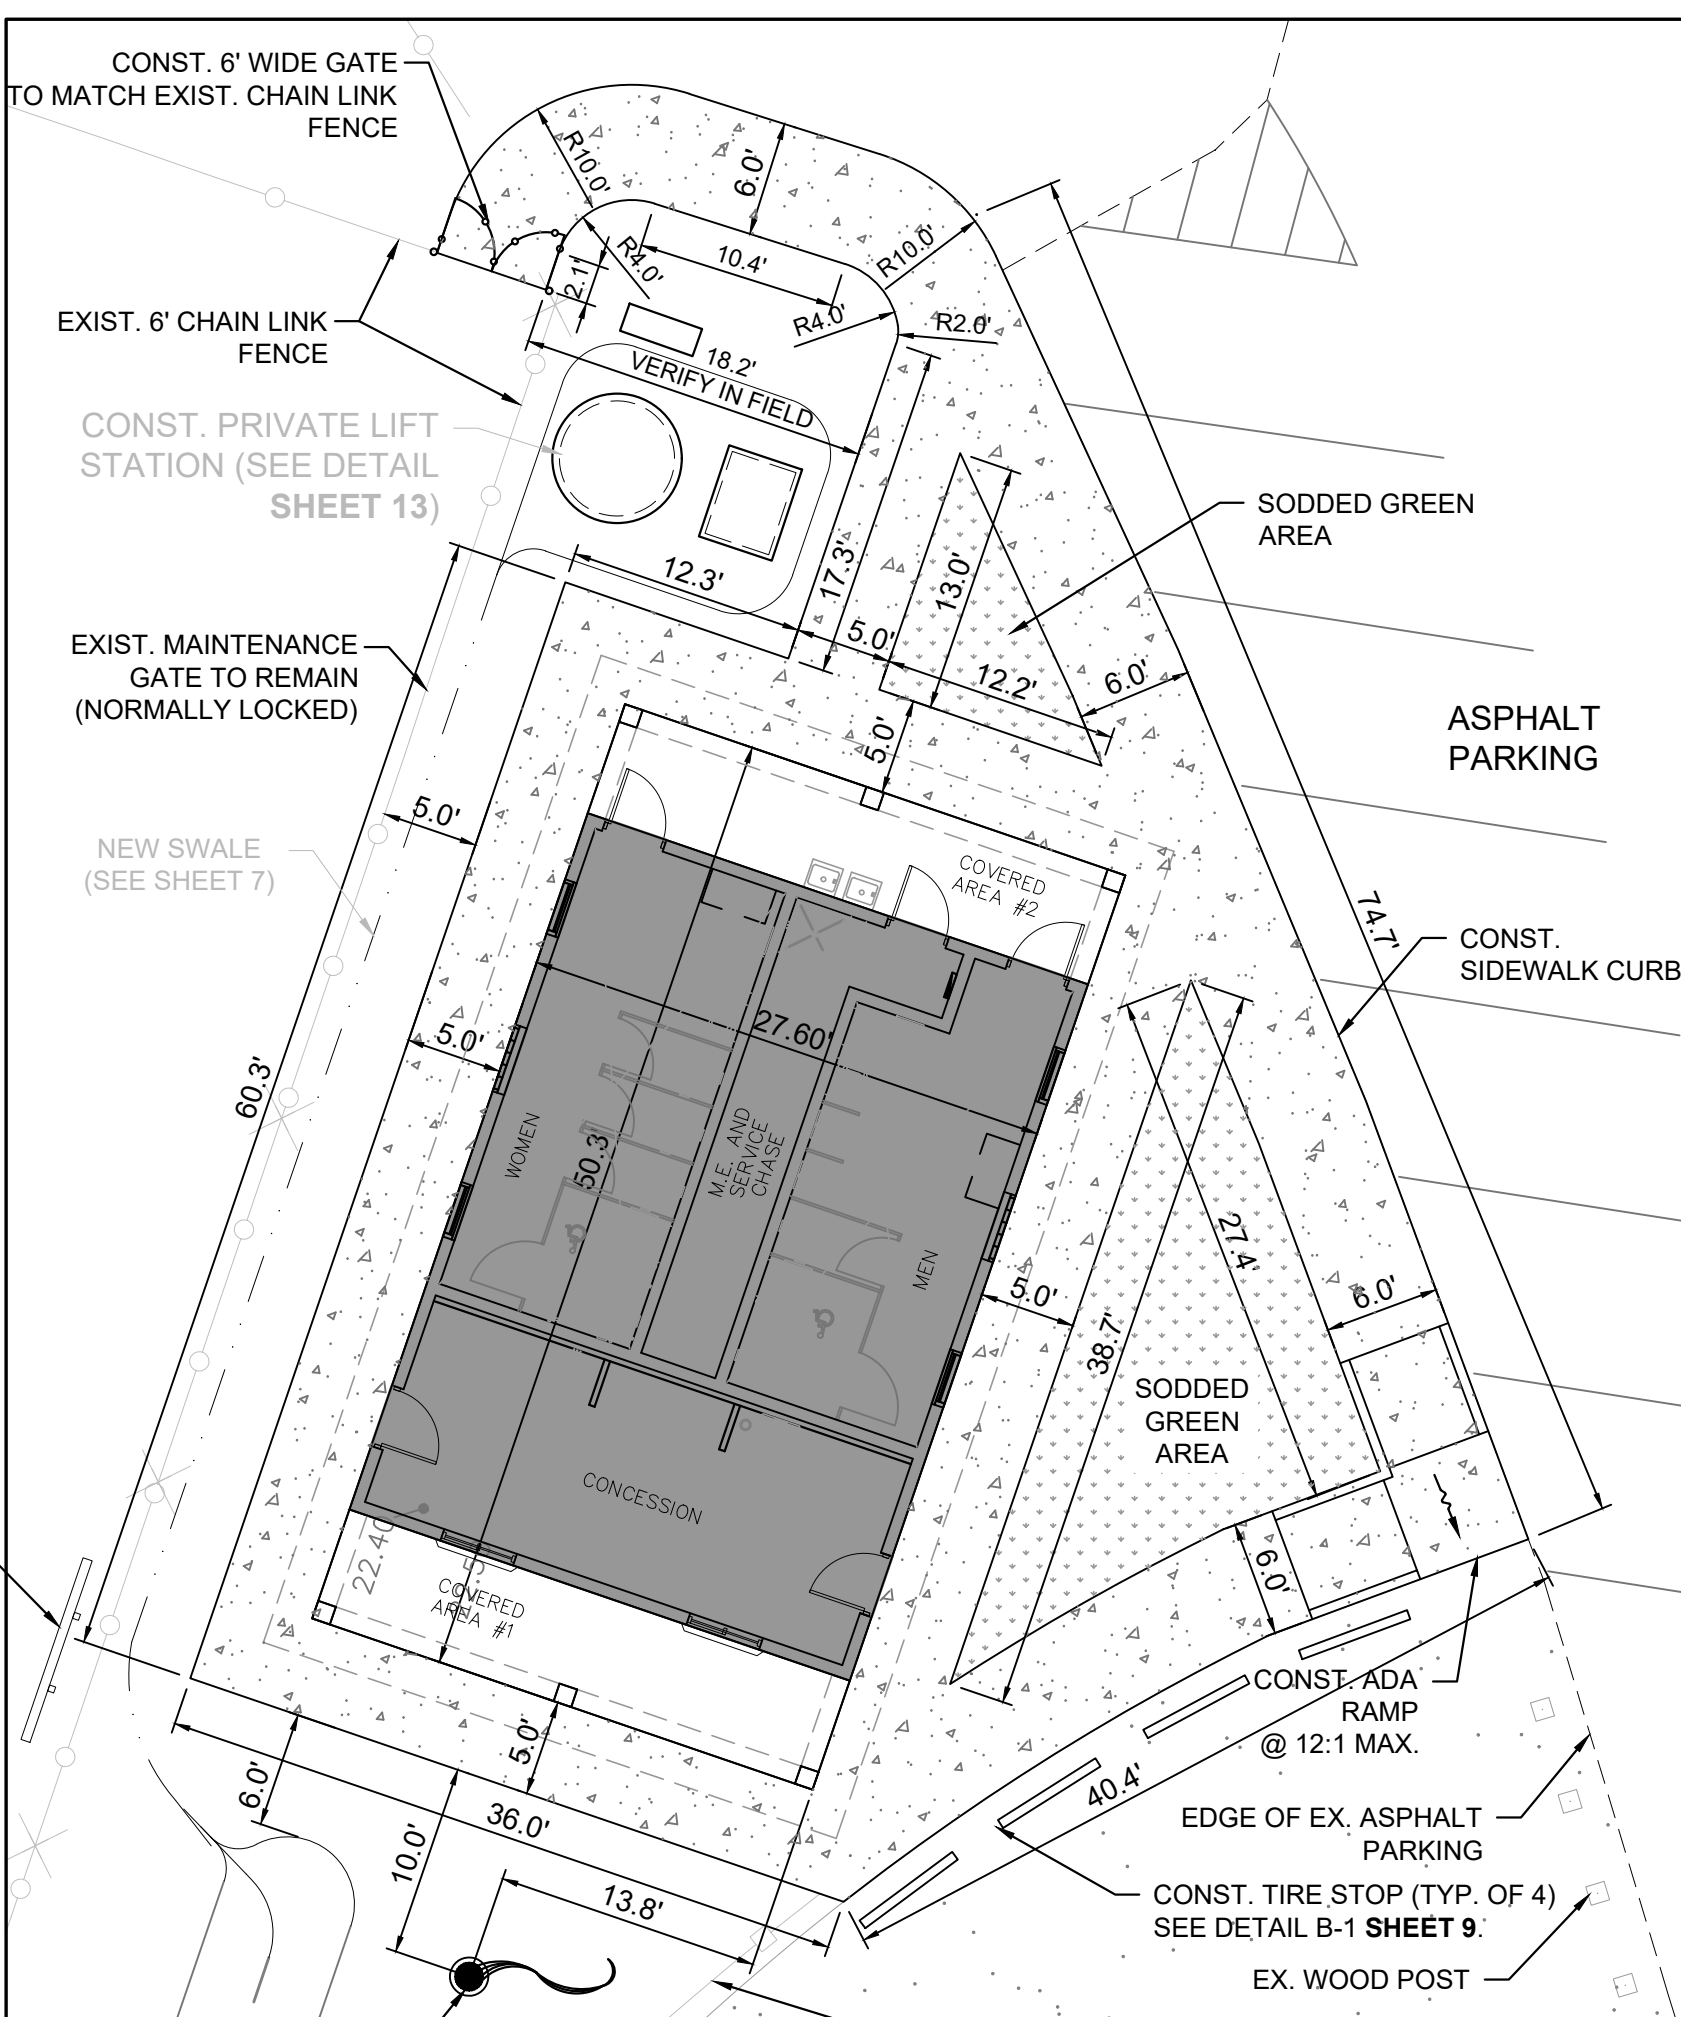 CONST. 6' WIDE GATE
TO MATCH EXIST. CHAIN LINK
FENCE
R10.0'
6.0'
R10.0'
R4.0'
10.4'
2.1'
R4.0'
R2.0'
EXIST. 6' CHAIN LINK
FENCE
18.2'
VERIFY IN FIELD
CONST. PRIVATE LIFT
STATION (SEE DETAIL
SHEET 13)
SODDED GREEN
AREA
12.3'
17.3'
13.0'
5.0'
12.2'
6.0'
EXIST. MAINTENANCE
GATE TO REMAIN
(NORMALLY LOCKED)
5.0'
ASPHALT
PARKING
5.0'
NEW SWALE
(SEE SHEET 7)
COVERED
AREA #2
74.7'
CONST.
SIDEWALK CURB
27.60'
5.0'
60.3'
WOMEN
50.3'
M.E. AND
SERVICE
CHASE
MEN
27.4'
5.0'
6.0'
38.7'
SODDED
GREEN
AREA
CONCESSION
22.40
COVERED
AREA #1
6.0'
CONST. ADA
RAMP
@ 12:1 MAX.
5.0'
6.0'
36.0'
40.4'
10.0'
13.8'
EDGE OF EX. ASPHALT
PARKING
CONST. TIRE STOP (TYP. OF 4)
SEE DETAIL B-1 SHEET 9.
EX. WOOD POST